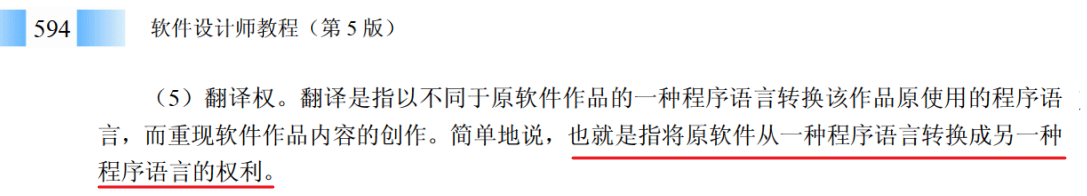 594 软件设计师教程（第 5 版）
（5）翻译权。翻译是指以不同于原软件作品的一种程序语言转换该作品原使用的程序语
言，而重现软件作品内容的创作。简单地说，也就是指将原软件从一种程序语言转换成另一种
程序语言的权利。